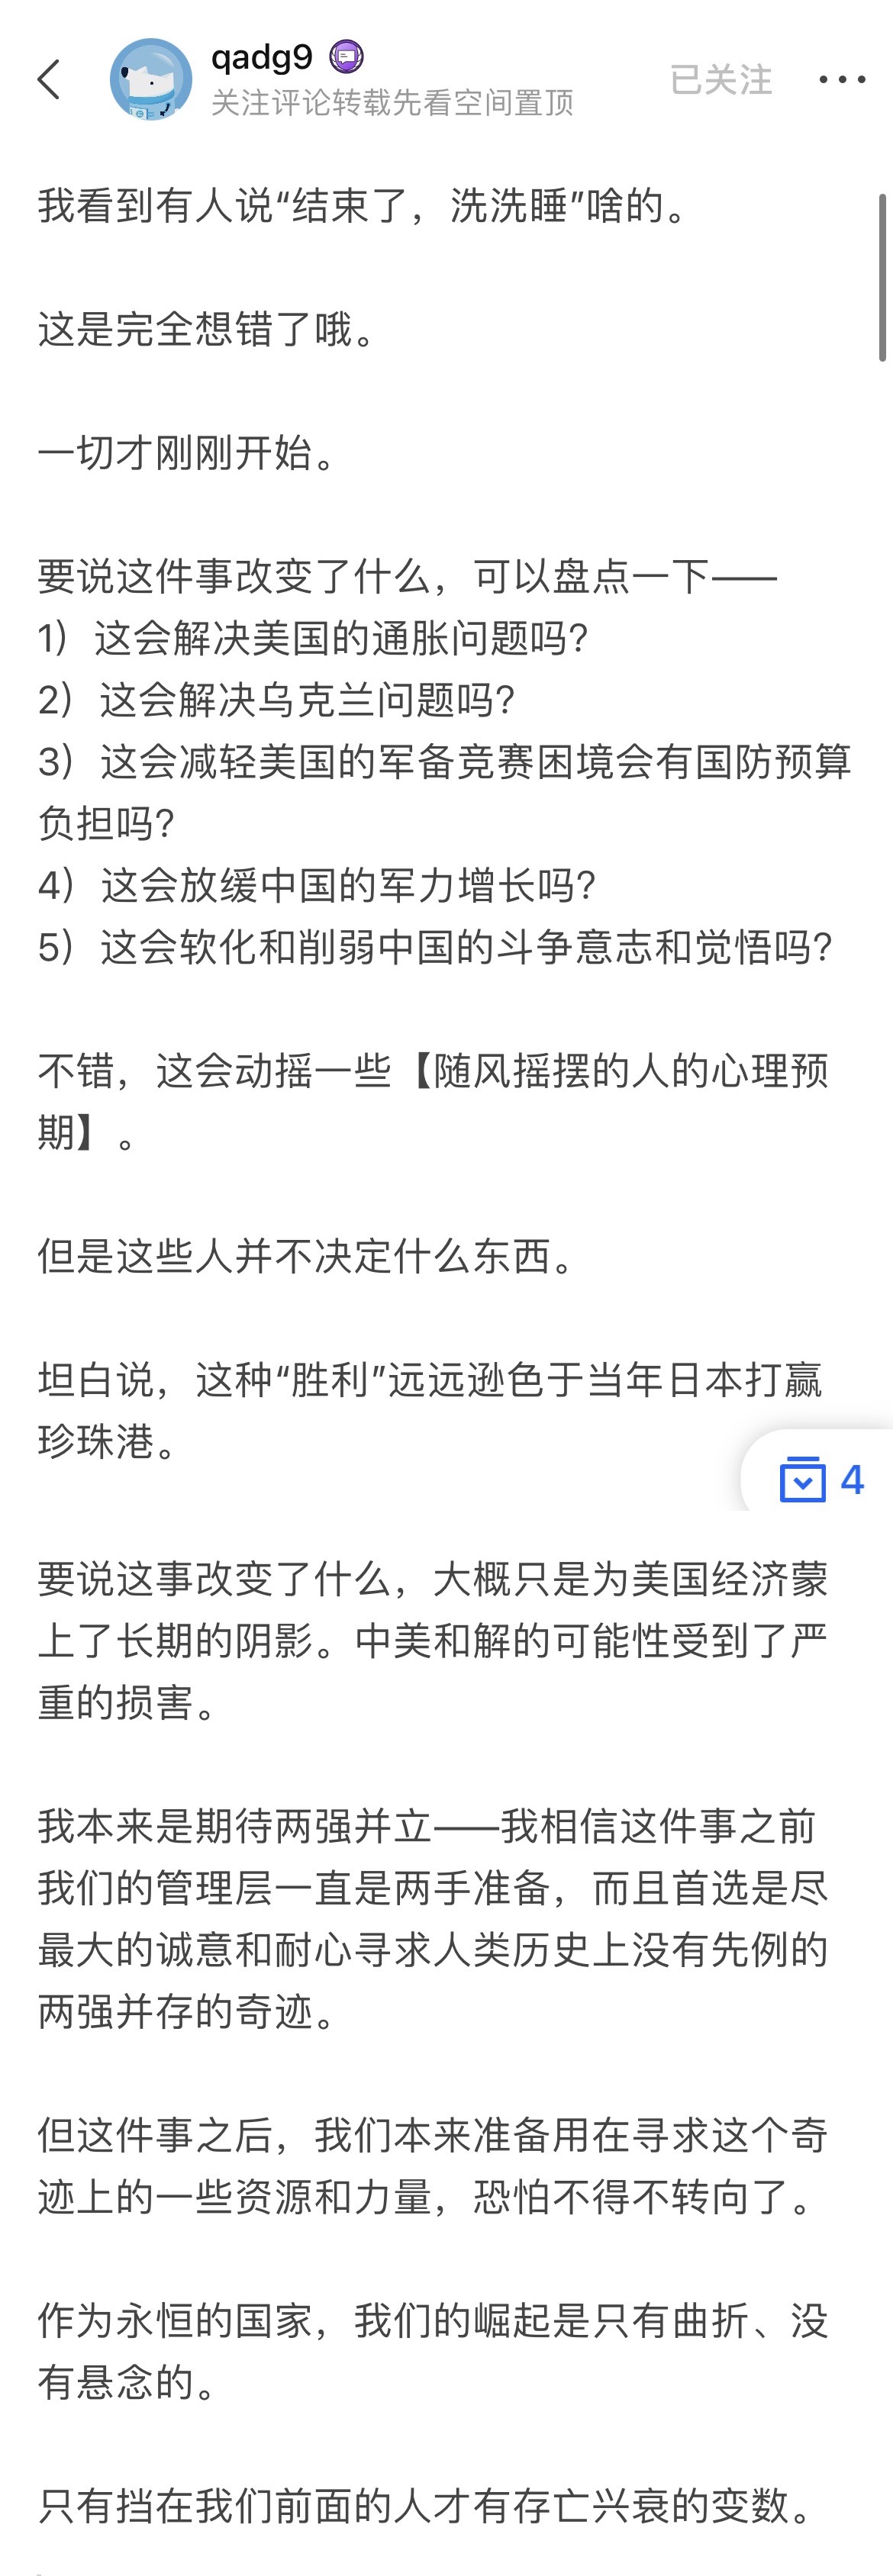 qadg9
关注评论转载先看空间置顶
已关注
我看到有人说“结束了，洗洗睡”啥的。
这是完全想错了哦。
一切才刚刚开始。
要说这件事改变了什么，可以盘点一下——
1）这会解决美国的通胀问题吗?
2）这会解决乌克兰问题吗?
3）这会减轻美国的军备竞赛困境会有国防预算
负担吗?
4）这会放缓中国的军力增长吗?
5）这会软化和削弱中国的斗争意志和觉悟吗?
不错，这会动摇一些【随风摇摆的人的心理预
期】。
但是这些人并不决定什么东西。
坦白说，这种“胜利”远远逊色于当年日本打赢
珍珠港。
4
要说这事改变了什么，大概只是为美国经济蒙
上了长期的阴影。中美和解的可能性受到了严
重的损害。
我本来是期待两强并立——我相信这件事之前
我们的管理层一直是两手准备，而且首选是尽
最大的诚意和耐心寻求人类历史上没有先例的
两强并存的奇迹。
但这件事之后，我们本来准备用在寻求这个奇
迹上的一些资源和力量，恐怕不得不转向了。
作为永恒的国家，我们的崛起是只有曲折、没
有悬念的。
只有挡在我们前面的人才有存亡兴衰的变数。